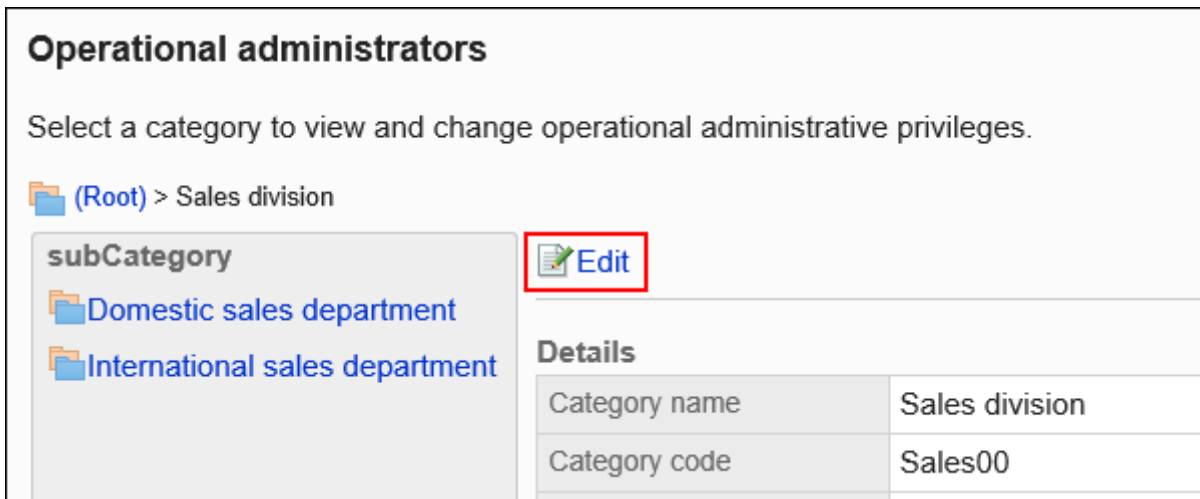 Operational administrators
Select a category to view and change operational administrative privileges.
(Root) > Sales division
subCategory
Domestic sales department
International sales department
Edit
Details
Category name Sales division
Category code Sales00